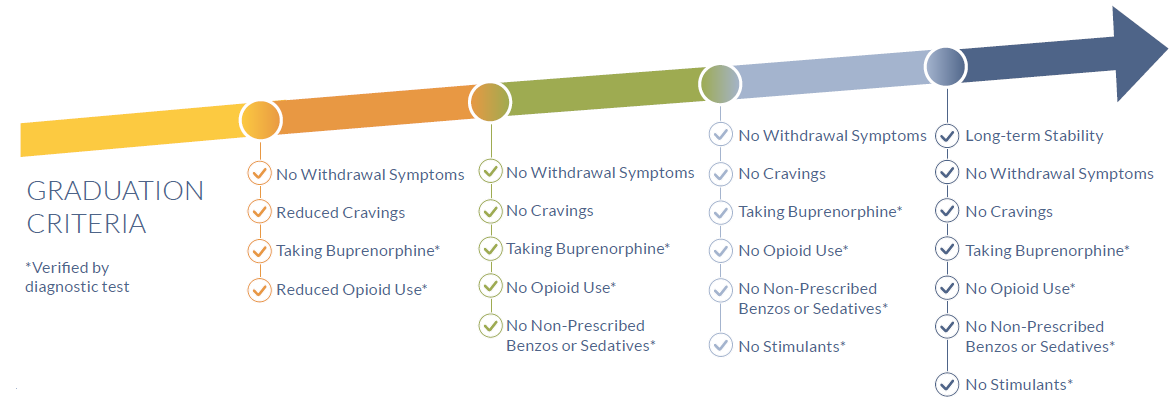 GRADUATION
CRITERIA
*Verified by
diagnostic test
No Withdrawal Symptoms
Reduced Cravings
Taking Buprenorphine*
Reduced Opioid Use*
No Withdrawal Symptoms
No Cravings
Taking Buprenorphine*
No Opioid Use*
No Non-Prescribed
Benzos or Sedatives*
No Withdrawal Symptoms
No Cravings
Taking Buprenorphine*
No Opioid Use*
No Non-Prescribed
Benzos or Sedatives*
No Stimulants*
Long-term Stability
No Withdrawal Symptoms
No Cravings
Taking Buprenorphine*
No Opioid Use*
No Non-Prescribed
Benzos or Sedatives*
No Stimulants*